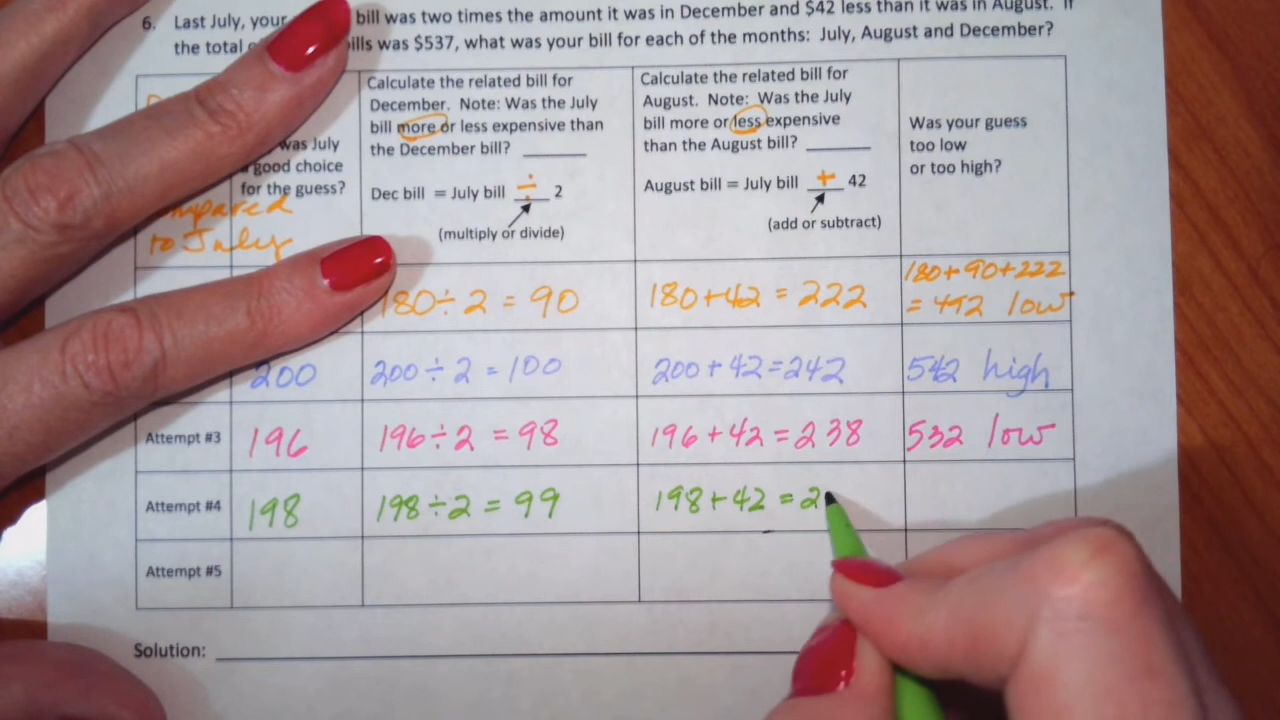 6. Last July, your bill was two times the amount it was in December and $42 less than it was in August. If
the total ills was $537, what was your bill for each of the months: July, August and December?
was July
good choice
for the guess?
mpared
to July
Calculate the related bill for
December. Note: Was the July
bill more or less expensive than
the December bill? ______
Dec bill = July bill ÷ 2
(multiply or divide)
Calculate the related bill for
August. Note: Was the July
bill more or less expensive
than the August bill? ______
August bill = July bill + 42
(add or subtract)
Was your guess
too low
or too high?
180÷2 = 90
180+42 = 222
180+90+222
= 492 low
200
200÷2=100
200+42=242
542 high
Attempt #3
196
196÷2 = 98
196+42=238
532 low
Attempt #4
198
198÷2 = 99
198+42 = 2
Attempt #5
Solution: